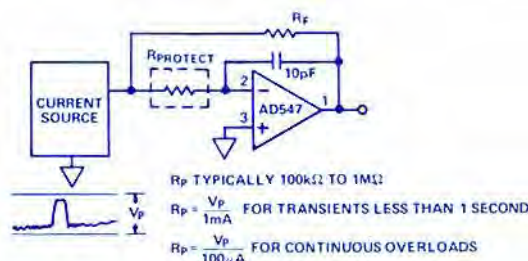 RF
RPROTECT
10pF
CURRENT
SOURCE
2
AD547
1
3
RP TYPICALLY 100kΩ TO 1MΩ
VP
RP = VP/1mA FOR TRANSIENTS LESS THAN 1 SECOND
RP = VP/100μA FOR CONTINUOUS OVERLOADS